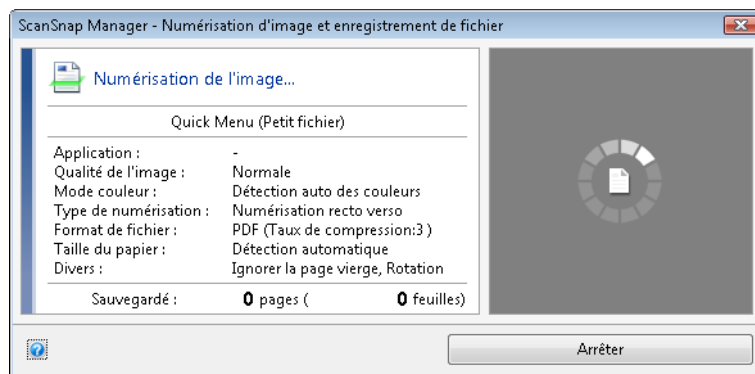 ScanSnap Manager - Numérisation d'image et enregistrement de fichier
Numérisation de l'image...
Quick Menu (Petit fichier)
Application : -
Qualité de l'image : Normale
Mode couleur : Détection auto des couleurs
Type de numérisation : Numérisation recto verso
Format de fichier : PDF (Taux de compression:3 )
Taille du papier : Détection automatique
Divers : Ignorer la page vierge, Rotation
Sauvegardé : 0 pages ( 0 feuilles)
? Arrêter